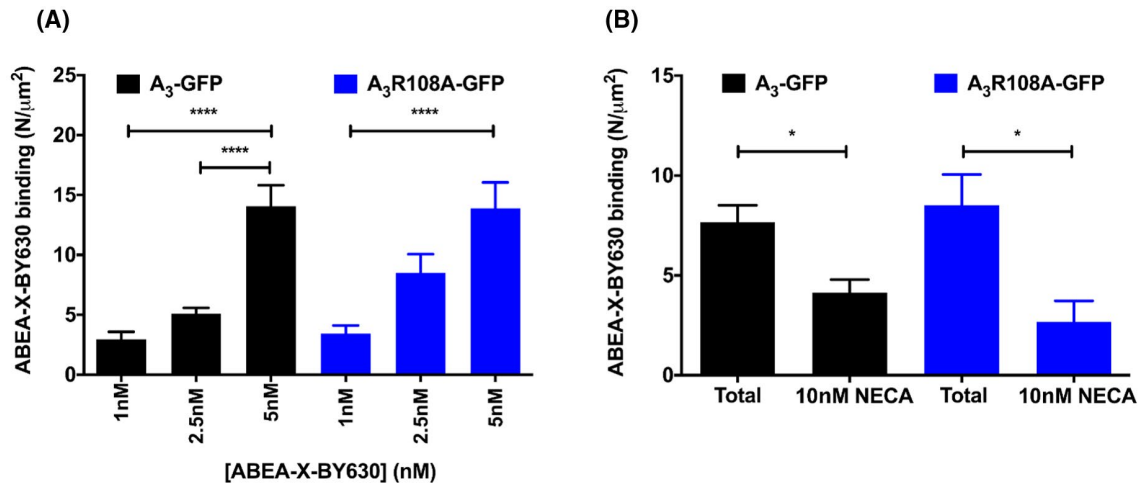 (A)
ABEA-X-BY630 binding (N/μm²)
25
20
15
10
5
0
A₃-GFP
A₃R108A-GFP
****
****
****
1nM
2.5nM
5nM
1nM
2.5nM
5nM
[ABEA-X-BY630] (nM)
(B)
ABEA-X-BY630 binding (N/μm²)
15
10
5
0
A₃-GFP
A₃R108A-GFP
*
*
Total
10nM NECA
Total
10nM NECA